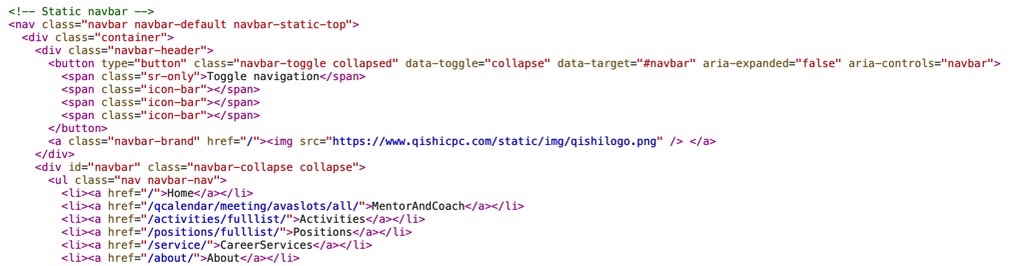 <!-- Static navbar -->
<nav class="navbar navbar-default navbar-static-top">
<div class="container">
<div class="navbar-header">
<button type="button" class="navbar-toggle collapsed" data-toggle="collapse" data-target="#navbar" aria-expanded="false" aria-controls="navbar">
<span class="sr-only">Toggle navigation</span>
<span class="icon-bar"></span>
<span class="icon-bar"></span>
<span class="icon-bar"></span>
</button>
<a class="navbar-brand" href="/"><img src="https://www.qishicpc.com/static/img/qishilogo.png" /> </a>
</div>
<div id="navbar" class="navbar-collapse collapse">
<ul class="nav navbar-nav">
<li><a href="/">Home</a></li>
<li><a href="/qcalendar/meeting/avaslots/all/">MentorAndCoach</a></li>
<li><a href="/activities/fulllist/">Activities</a></li>
<li><a href="/positions/fulllist/">Positions</a></li>
<li><a href="/service/">CareerServices</a></li>
<li><a href="/about/">About</a></li>